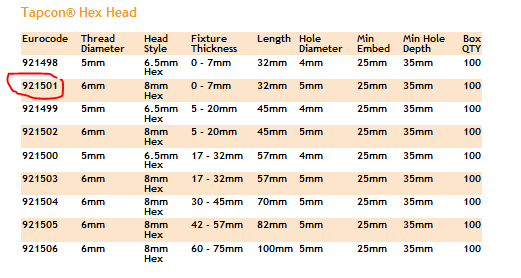 Tapcon® Hex Head
Eurocode Thread Diameter Head Style Fixture Thickness Length Hole Diameter Min Embed Min Hole Depth Box QTY
921498 5mm 6.5mm Hex 0 - 7mm 32mm 4mm 25mm 35mm 100
921501 6mm 8mm Hex 0 - 7mm 32mm 5mm 25mm 35mm 100
921499 5mm 6.5mm Hex 5 - 20mm 45mm 4mm 25mm 35mm 100
921502 6mm 8mm Hex 5 - 20mm 45mm 5mm 25mm 35mm 100
921500 5mm 6.5mm Hex 17 - 32mm 57mm 4mm 25mm 35mm 100
921503 6mm 8mm Hex 17 - 32mm 57mm 5mm 25mm 35mm 100
921504 6mm 8mm Hex 30 - 45mm 70mm 5mm 25mm 35mm 100
921505 6mm 8mm Hex 42 - 57mm 82mm 5mm 25mm 35mm 100
921506 6mm 8mm Hex 60 - 75mm 100mm 5mm 25mm 35mm 100